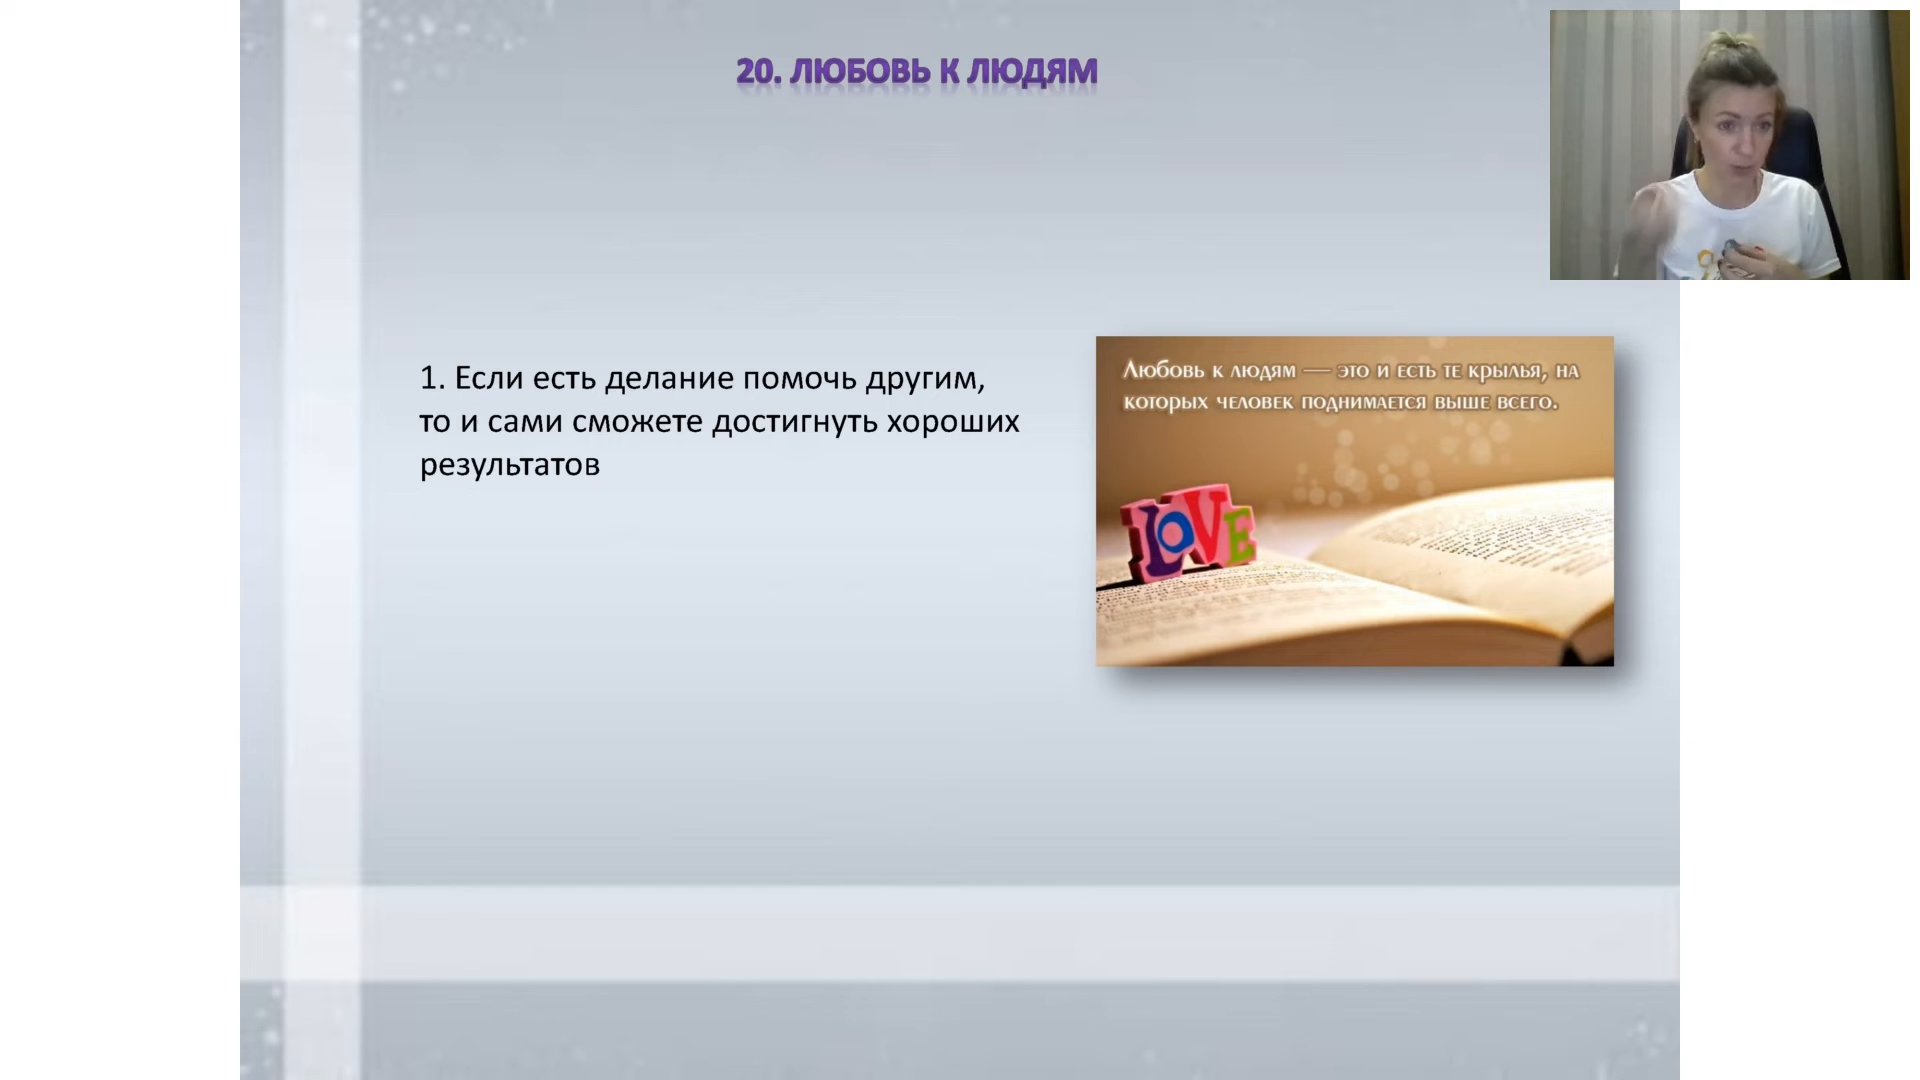 20. ЛЮБОВЬ К ЛЮДЯМ
1. Если есть делание помочь другим,
то и сами сможете достигнуть хороших
результатов
Любовь к людям — это и есть те крылья, на
которых человек поднимается выше всего.
LOVE